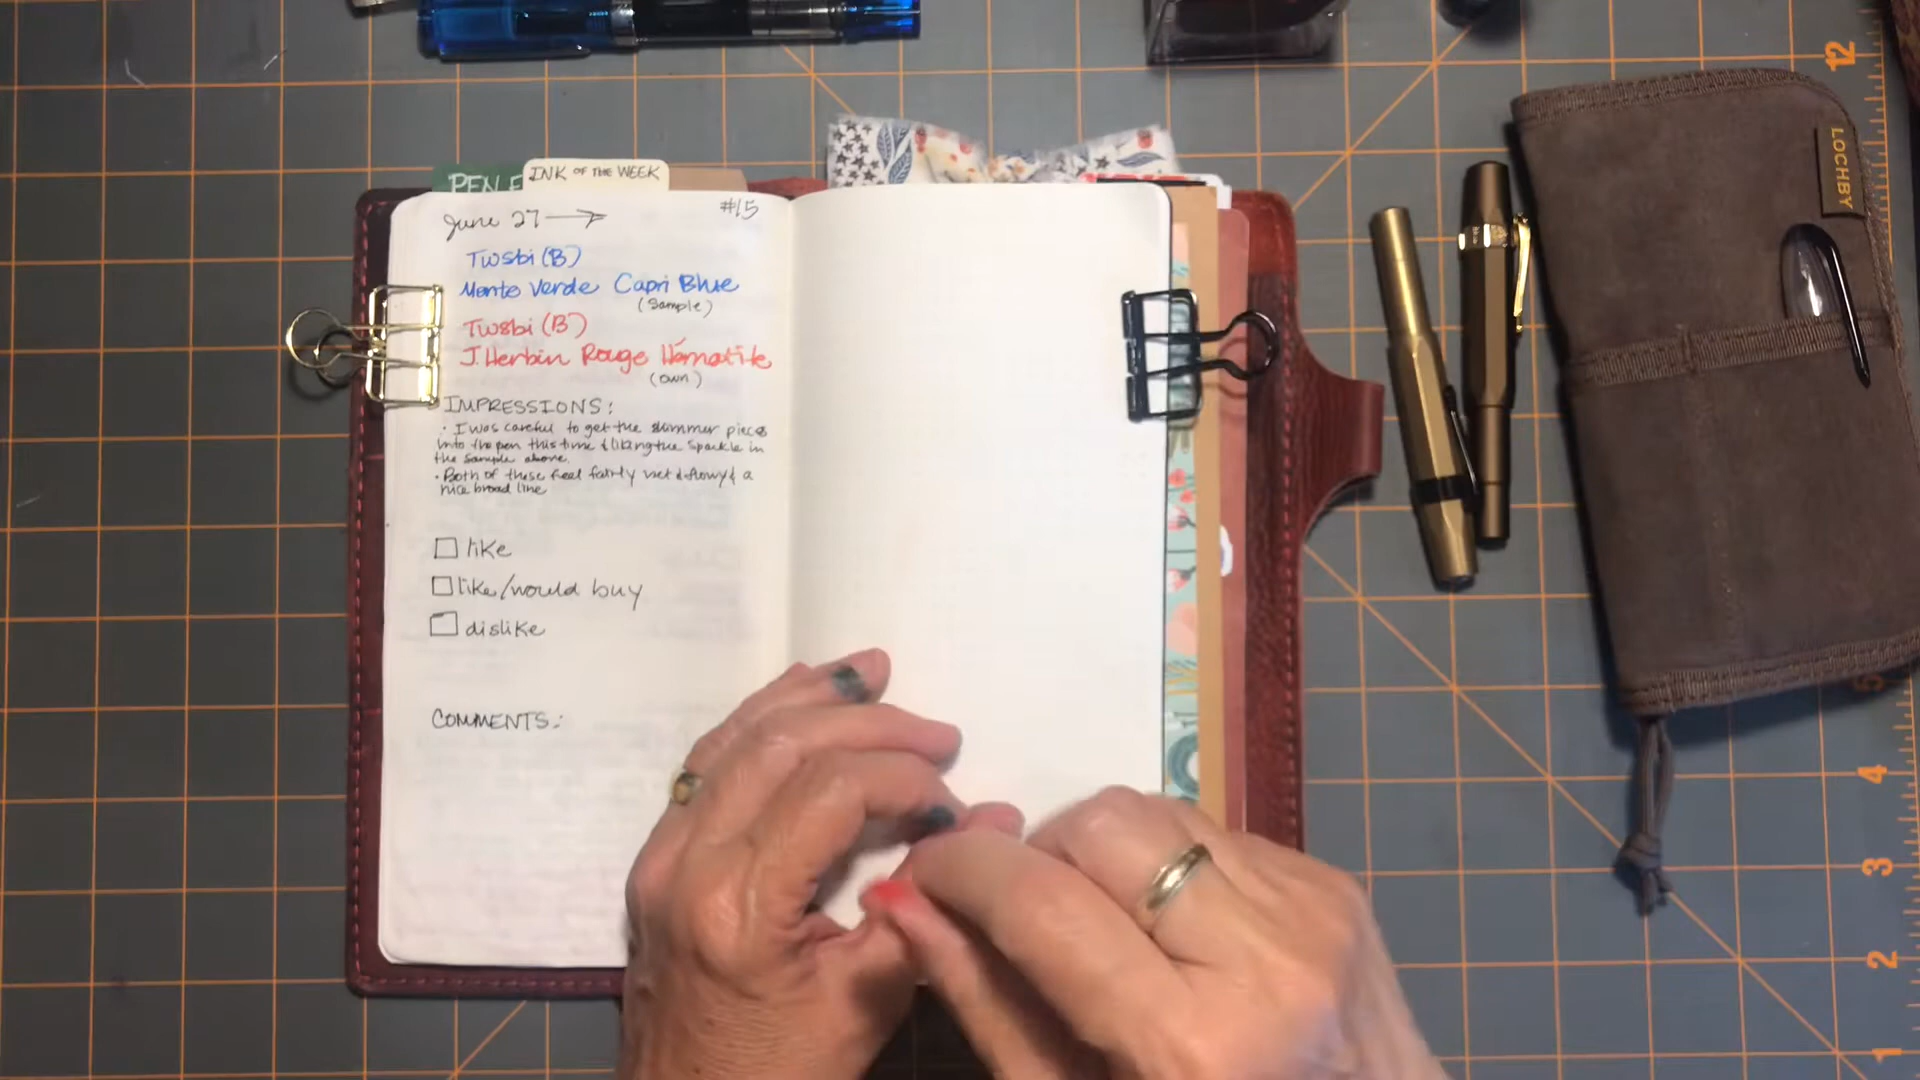 PEN E
INK OF THE WEEK
June 27 →
#15
Twsbi (B)
Monte Verde Capri Blue
(Sample)
Twsbi (B)
J. Herbin Rouge Hématite
(own)
IMPRESSIONS:
· I was careful to get the shimmer pieces
into the pen this time & liking the sparkle in
the sample above.
· Both of these feel fairly wet & flowy & a
nice broad line
like
like/would buy
dislike
COMMENTS:
LOCHBY
12
5
4
3
2
1